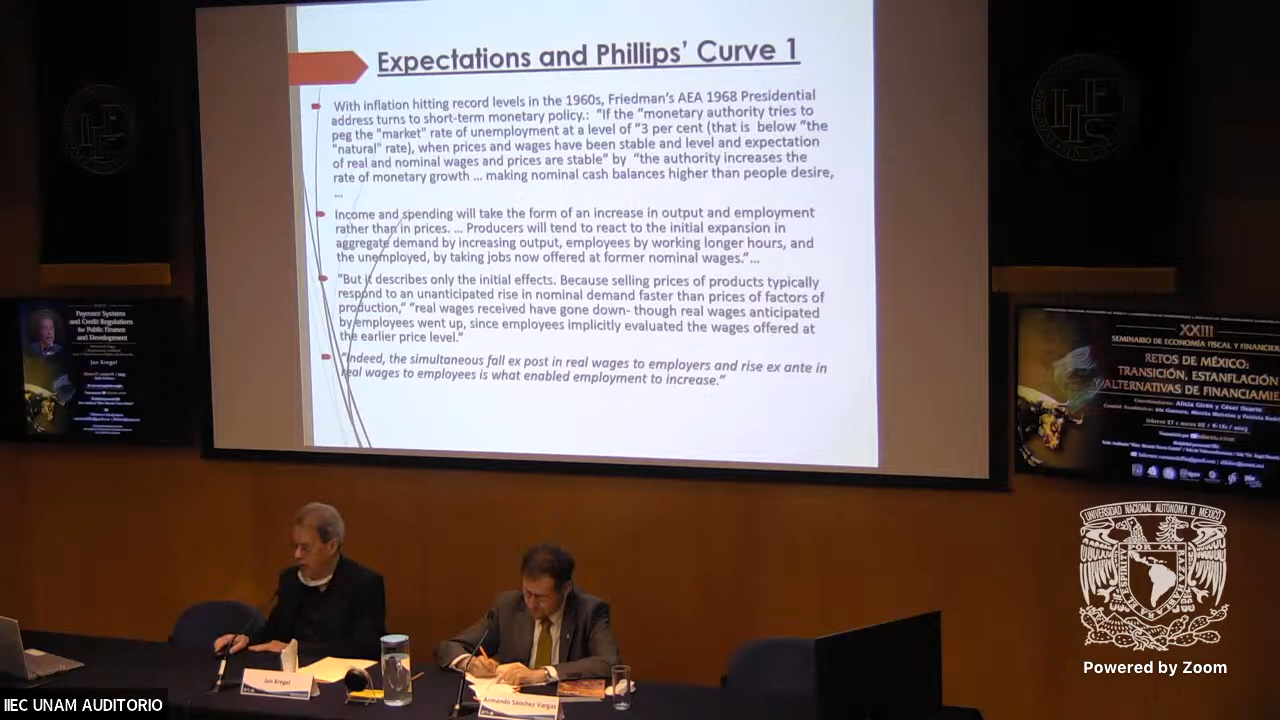 Expectations and Phillips' Curve 1
With inflation hitting record levels in the 1960s, Friedman's AEA 1968 Presidential
address turns to short-term monetary policy.: "If the "monetary authority tries to
peg the "market" rate of unemployment at a level of "3 per cent (that is below "the
"natural" rate), when prices and wages have been stable and level and expectation
of real and nominal wages and prices are stable" by "the authority increases the
rate of monetary growth ... making nominal cash balances higher than people desire,
...
Income and spending will take the form of an increase in output and employment
rather than in prices. ... Producers will tend to react to the initial expansion in
aggregate demand by increasing output, employees by working longer hours, and
the unemployed, by taking jobs now offered at former nominal wages."...
"But it describes only the initial effects. Because selling prices of products typically
respond to an unanticipated rise in nominal demand faster than prices of factors of
production," "real wages received have gone down- though real wages anticipated
by employees went up, since employees implicitly evaluated the wages offered at
the earlier price level."
"Indeed, the simultaneous fall ex post in real wages to employers and rise ex ante in
real wages to employees is what enabled employment to increase."
Payment Systems
and Credit Regulations
for Public Finance
and Development
Jan Kregel
XXIII
SEMINARIO DE ECONOMÍA FISCAL Y FINANCIER
RETOS DE MÉXICO:
TRANSICIÓN, ESTANFLACIÓN
ALTERNATIVAS DE FINANCIAMIE
Alicia Girón y César Duarte
UNIVERSIDAD NACIONAL AUTONOMA
POR MI RAZA
ESPIRITU
Powered by Zoom
Jan Kregel
Armando Sánchez Vargas
IIEC UNAM AUDITORIO